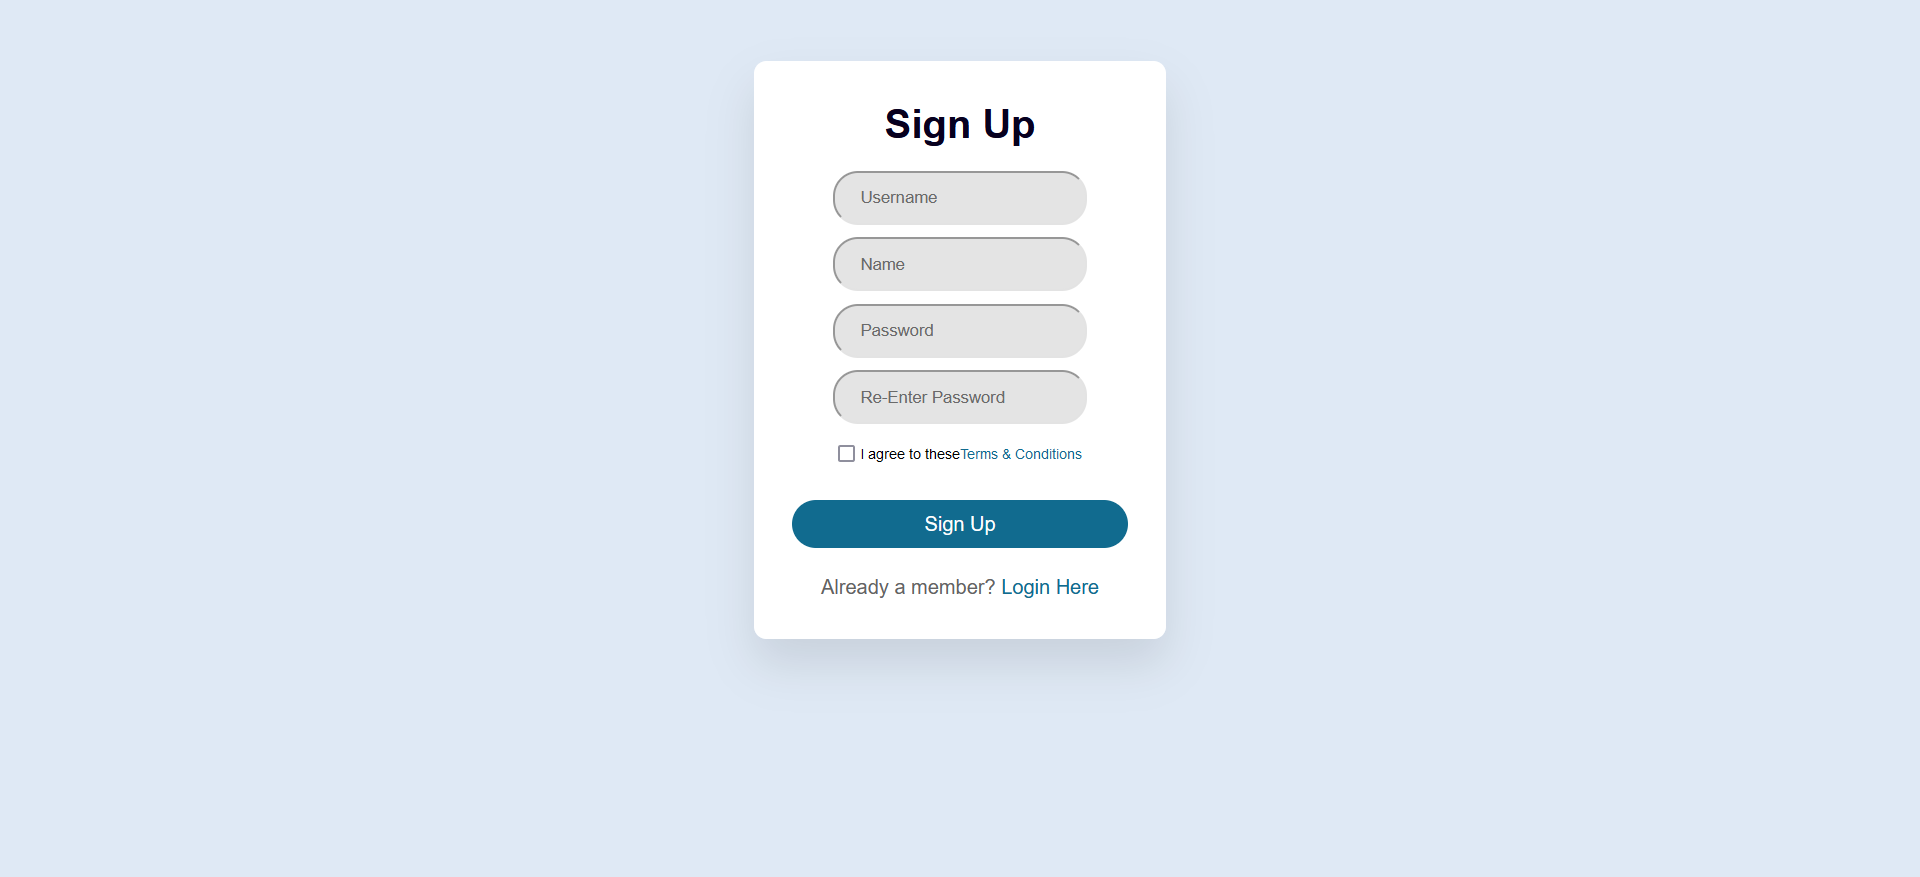 Sign Up
Username
Name
Password
Re-Enter Password
I agree to theseTerms & Conditions
Sign Up
Already a member? Login Here